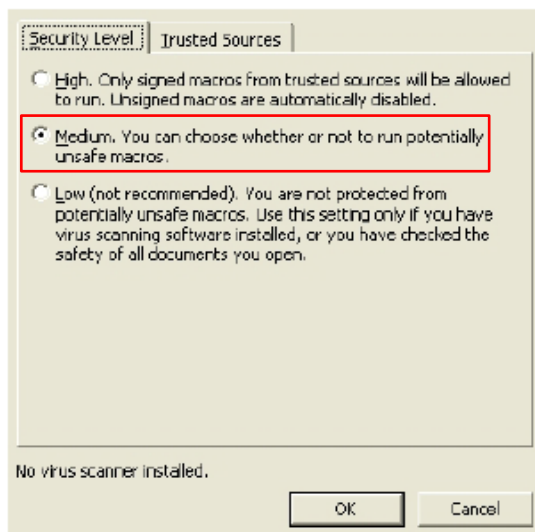 Security Level
Trusted Sources
High. Only signed macros from trusted sources will be allowed
to run. Unsigned macros are automatically disabled.
Medium. You can choose whether or not to run potentially
unsafe macros.
Low (not recommended). You are not protected from
potentially unsafe macros. Use this setting only if you have
virus scanning software installed, or you have checked the
safety of all documents you open.
No virus scanner installed.
OK
Cancel